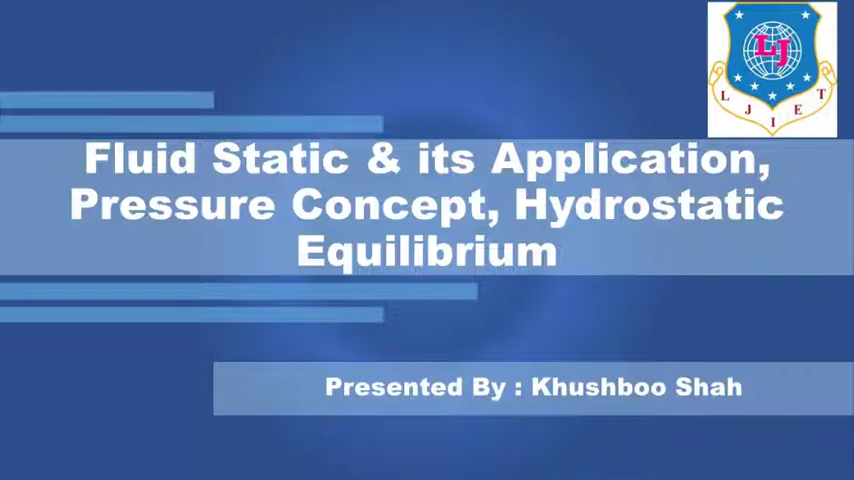 LJ
L J I E T
Fluid Static & its Application,
Pressure Concept, Hydrostatic
Equilibrium
Presented By : Khushboo Shah